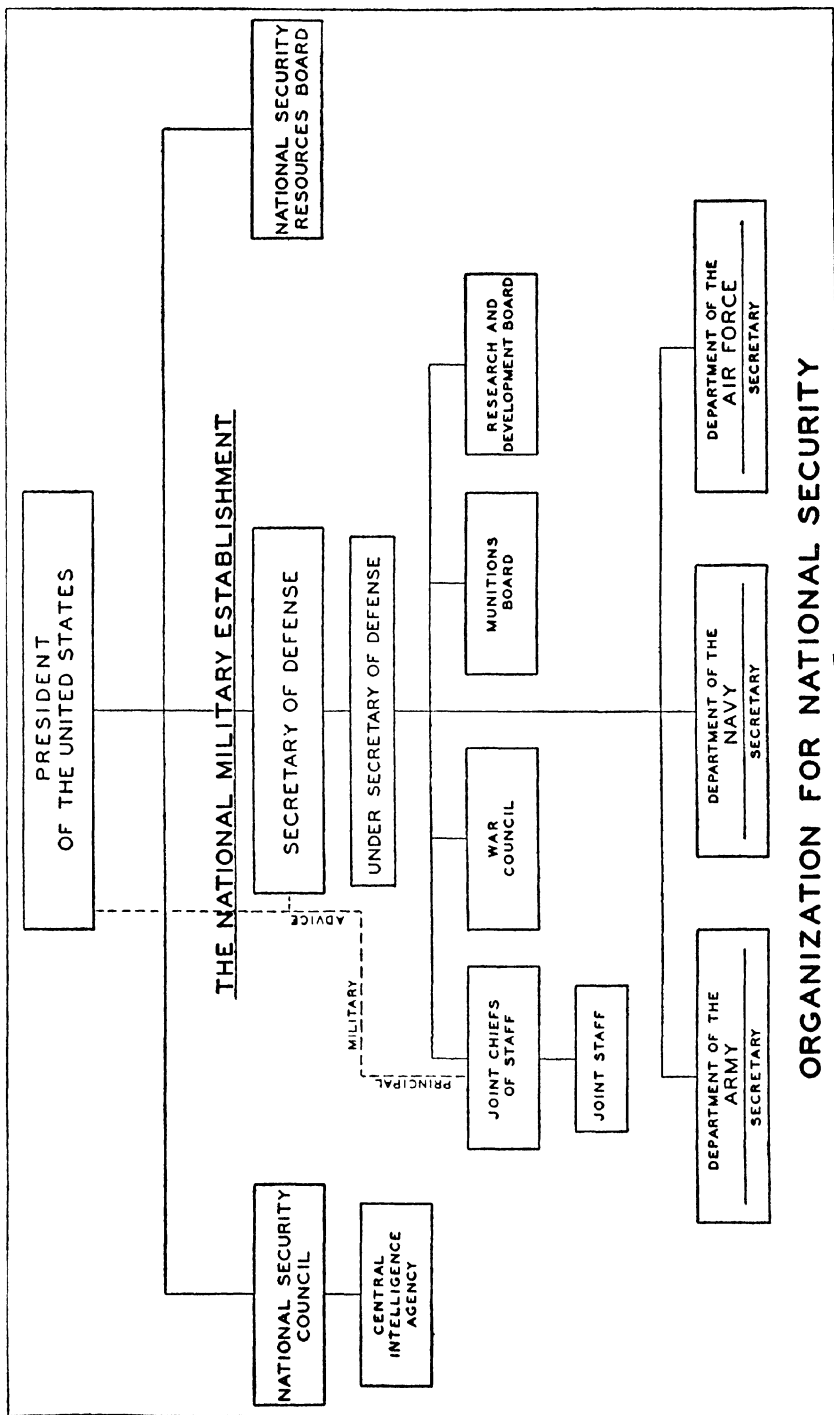 PRESIDENT
OF THE UNITED STATES
THE NATIONAL MILITARY ESTABLISHMENT
NATIONAL SECURITY
COUNCIL
SECRETARY OF DEFENSE
NATIONAL SECURITY
RESOURCES BOARD
CENTRAL
INTELLIGENCE
AGENCY
UNDER SECRETARY OF DEFENSE
PRINCIPAL
MILITARY
ADVICE
JOINT CHIEFS
OF STAFF
WAR
COUNCIL
MUNITIONS
BOARD
RESEARCH AND
DEVELOPMENT BOARD
JOINT STAFF
DEPARTMENT OF THE
ARMY
SECRETARY
DEPARTMENT OF THE
NAVY
SECRETARY
DEPARTMENT OF THE
AIR FORCE
SECRETARY
ORGANIZATION FOR NATIONAL SECURITY